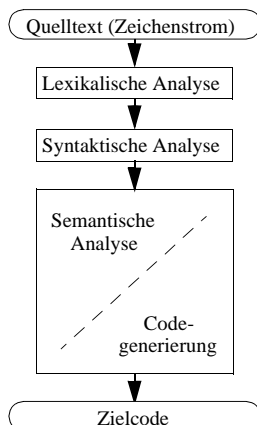 Quelltext (Zeichenstrom)
Lexikalische Analyse
Syntaktische Analyse
Semantische
Analyse
Code-
generierung
Zielcode